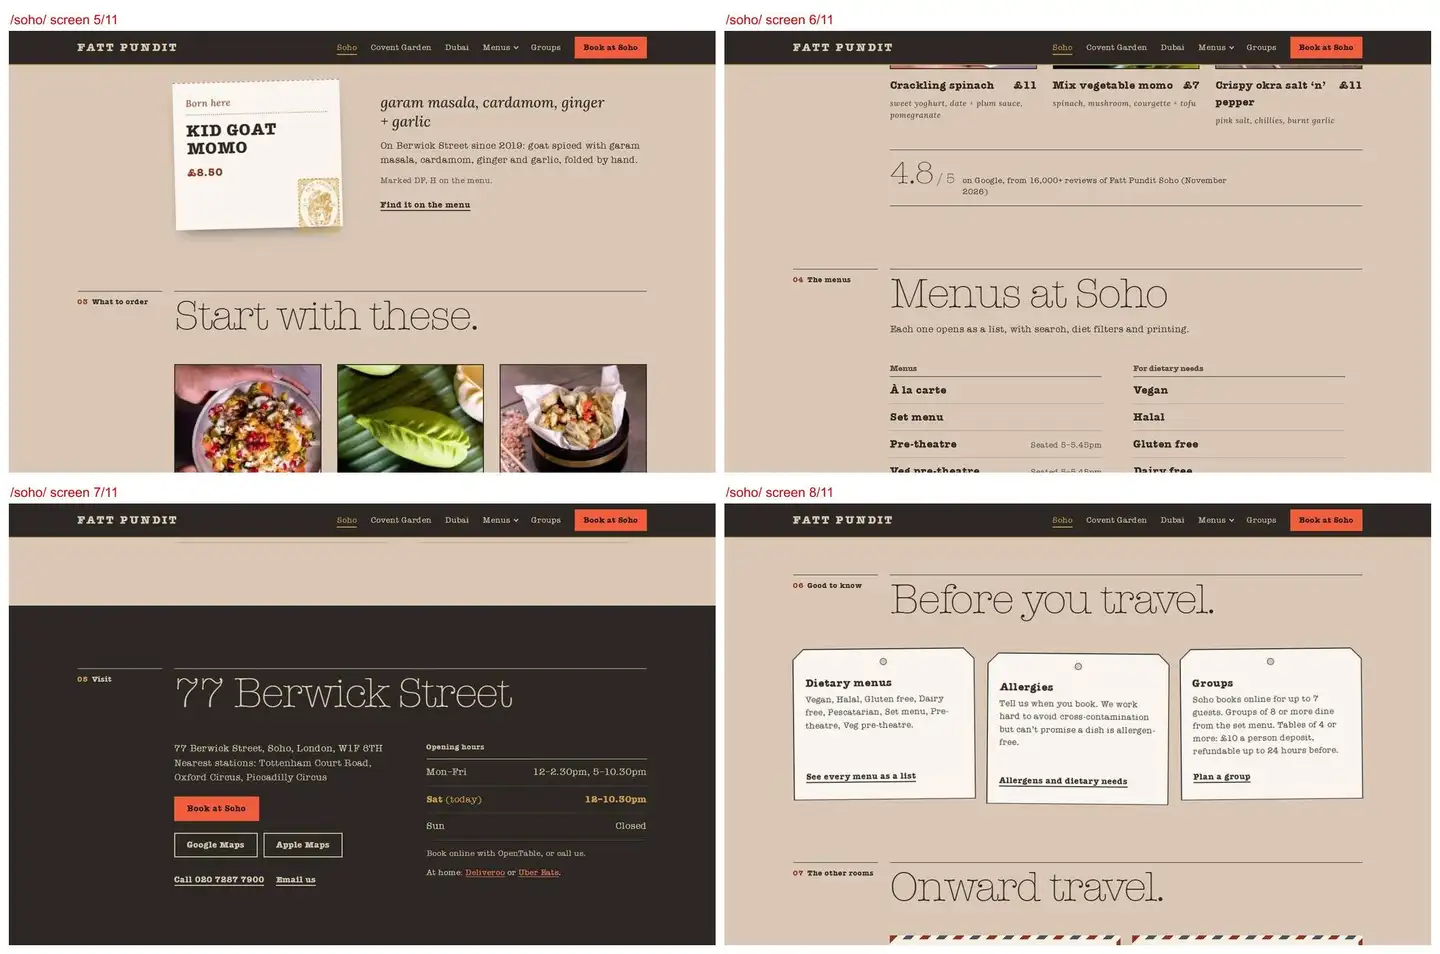 /soho/ screen 5/11
FATT PUNDIT
Soho Covent Garden Dubai Menus Groups Book at Soho
Born here
KID GOAT
MOMO
£8.50
garam masala, cardamom, ginger
+ garlic
On Berwick Street since 2019: goat spiced with garam
masala, cardamom, ginger and garlic, folded by hand.
Marked DF, H on the menu.
Find it on the menu
03 What to order
Start with these.
/soho/ screen 6/11
FATT PUNDIT
Soho Covent Garden Dubai Menus Groups Book at Soho
Crackling spinach £11
sweet yoghurt, date + plum sauce,
pomegranate
Mix vegetable momo £7
spinach, mushroom, courgette + tofu
Crispy okra salt ‘n’ £11
pepper
pink salt, chillies, burnt garlic
4.8 / 5 on Google, from 16,000+ reviews of Fatt Pundit Soho (November
2026)
04 The menus
Menus at Soho
Each one opens as a list, with search, diet filters and printing.
Menus
À la carte
Set menu
Pre-theatre Seated 5–5.45pm
Veg pre-theatre Seated 5–5.45pm
For dietary needs
Vegan
Halal
Gluten free
Dairy free
/soho/ screen 7/11
FATT PUNDIT
Soho Covent Garden Dubai Menus Groups Book at Soho
05 Visit
77 Berwick Street
77 Berwick Street, Soho, London, W1F 8TH
Nearest stations: Tottenham Court Road,
Oxford Circus, Piccadilly Circus
Book at Soho
Google Maps Apple Maps
Call 020 7287 7900 Email us
Opening hours
Mon–Fri 12–2.30pm, 5–10.30pm
Sat (today) 12–10.30pm
Sun Closed
Book online with OpenTable, or call us.
At home: Deliveroo or Uber Eats.
/soho/ screen 8/11
FATT PUNDIT
Soho Covent Garden Dubai Menus Groups Book at Soho
06 Good to know
Before you travel.
Dietary menus
Vegan, Halal, Gluten free, Dairy
free, Pescatarian, Set menu, Pre-
theatre, Veg pre-theatre.
See every menu as a list
Allergies
Tell us when you book. We work
hard to avoid cross-contamination
but can’t promise a dish is allergen-
free.
Allergens and dietary needs
Groups
Soho books online for up to 7
guests. Groups of 8 or more dine
from the set menu. Tables of 4 or
more: £10 a person deposit,
refundable up to 24 hours before.
Plan a group
07 The other rooms
Onward travel.